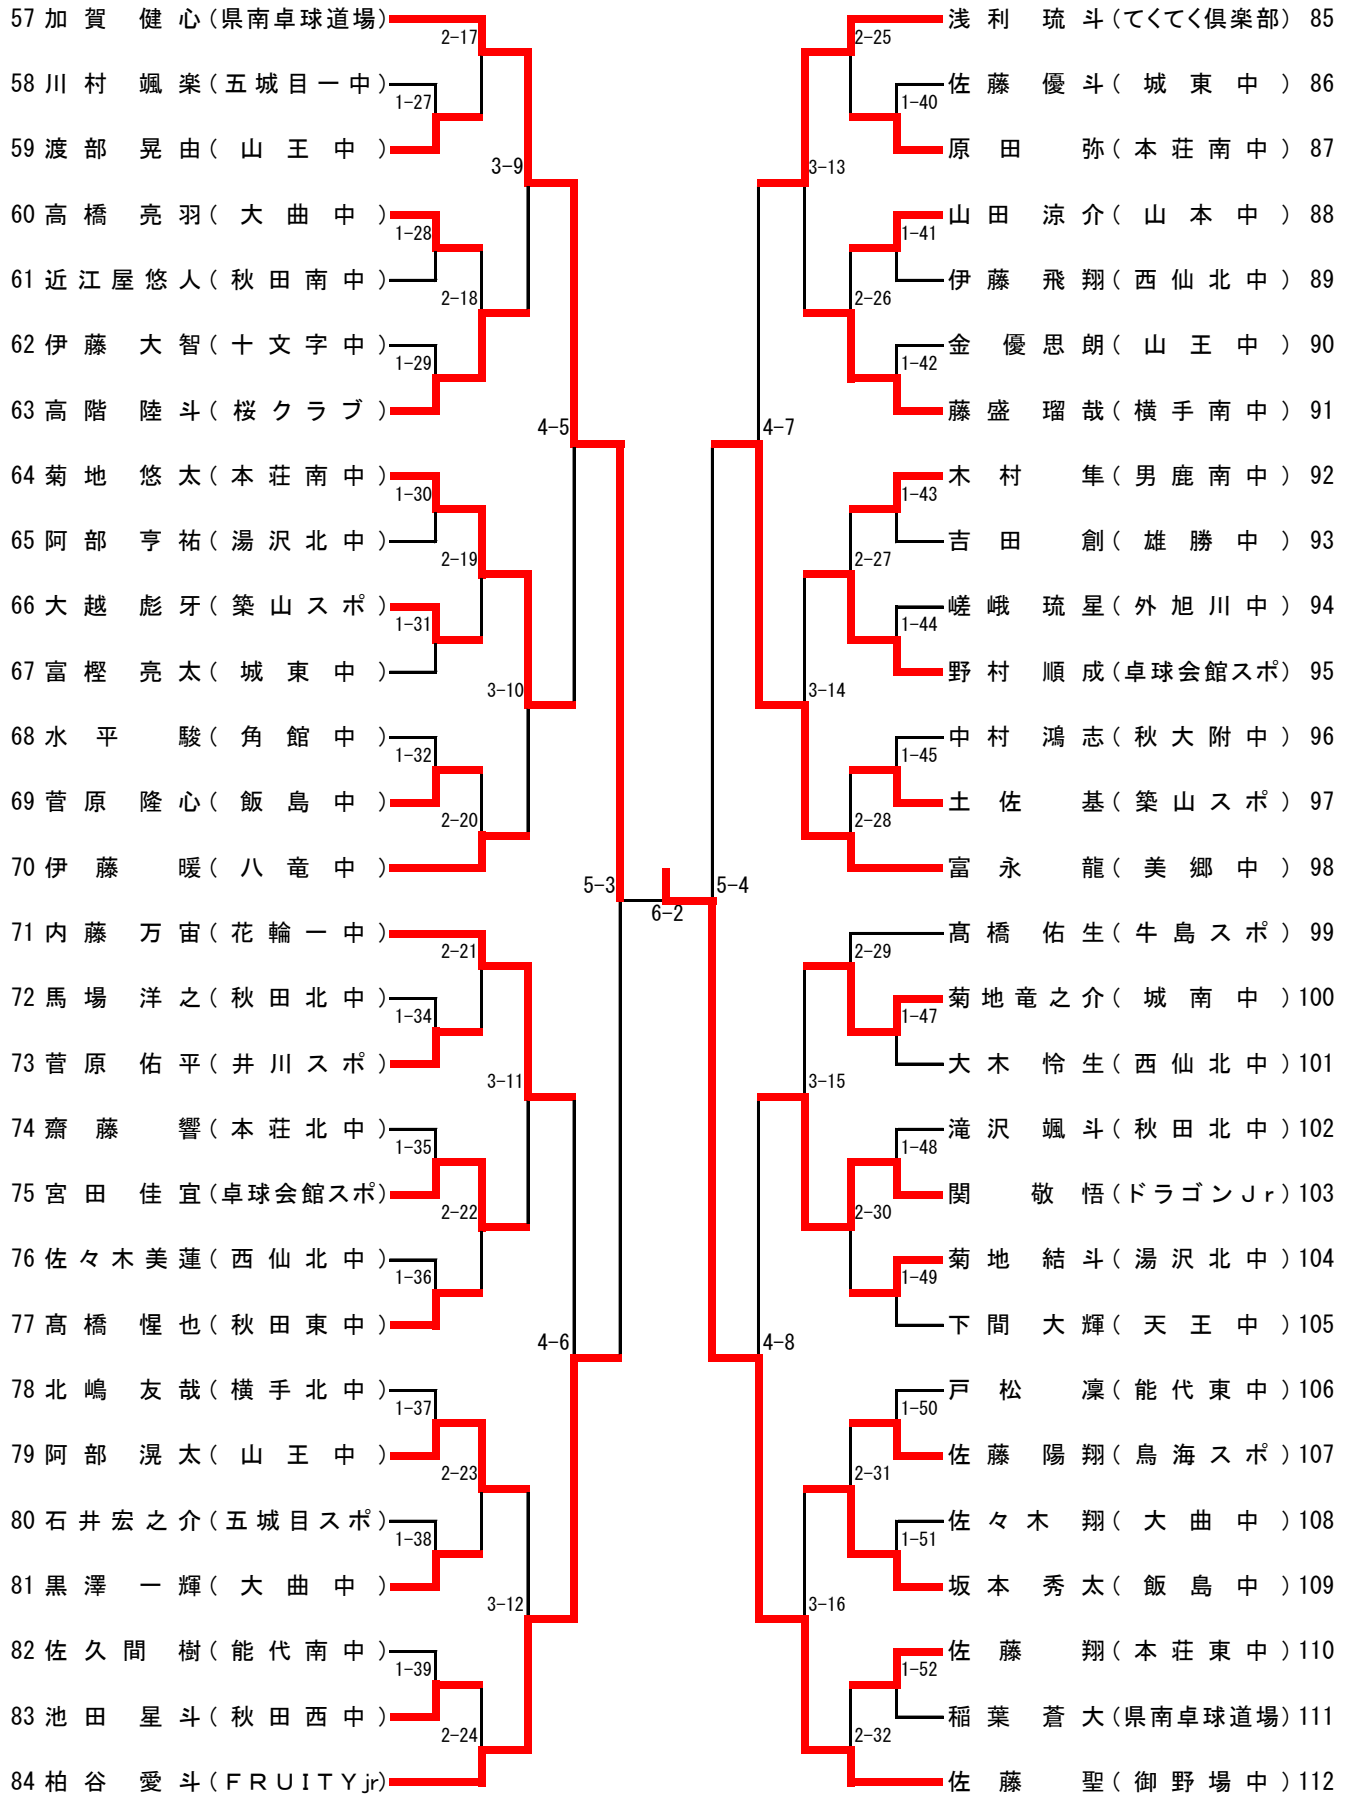 57 加賀 健心 (県南卓球道場)
58 川村 颯楽 (五城目一中)
59 渡部 晃由 (山王中)
60 高橋 亮羽 (大曲中)
61 近江屋悠人 (秋田南中)
62 伊藤 大智 (十文字中)
63 高階 陸斗 (桜クラブ)
64 菊地 悠太 (本荘南中)
65 阿部 亨祐 (湯沢北中)
66 大越 彪牙 (築山スポ)
67 富樫 亮太 (城東中)
68 水平 駿 (角館中)
69 菅原 隆心 (飯島中)
70 伊藤 暖 (八竜中)
71 内藤 万宙 (花輪一中)
72 馬場 洋之 (秋田北中)
73 菅原 佑平 (井川スポ)
74 齋藤 響 (本荘北中)
75 宮田 佳宜 (卓球会館スポ)
76 佐々木美蓮 (西仙北中)
77 髙橋 惺也 (秋田東中)
78 北嶋 友哉 (横手北中)
79 阿部 滉太 (山王中)
80 石井宏之介 (五城目スポ)
81 黒澤 一輝 (大曲中)
82 佐久間 樹 (能代南中)
83 池田 星斗 (秋田西中)
84 柏谷 愛斗 (FRUITYjr)
2-17
1-27
3-9
1-28
2-18
1-29
4-5
1-30
2-19
1-31
3-10
1-32
2-20
5-3
2-21
1-34
3-11
1-35
2-22
1-36
4-6
1-37
2-23
1-38
3-12
1-39
2-24
6-2
浅利 琉斗 (てくてく倶楽部) 85
佐藤 優斗 (城東中) 86
原田 弥 (本荘南中) 87
山田 涼介 (山本中) 88
伊藤 飛翔 (西仙北中) 89
金 優思朗 (山王中) 90
藤盛 瑠哉 (横手南中) 91
木村 隼 (男鹿南中) 92
吉田 創 (雄勝中) 93
嵯峨 琉星 (外旭川中) 94
野村 順成 (卓球会館スポ) 95
中村 鴻志 (秋大附中) 96
土佐 基 (築山スポ) 97
富永 龍 (美郷中) 98
髙橋 佑生 (牛島スポ) 99
菊地竜之介 (城南中) 100
大木 怜生 (西仙北中) 101
滝沢 颯斗 (秋田北中) 102
関 敬悟 (ドラゴンJr) 103
菊地 結斗 (湯沢北中) 104
下間 大輝 (天王中) 105
戸松 凜 (能代東中) 106
佐藤 陽翔 (鳥海スポ) 107
佐々木 翔 (大曲中) 108
坂本 秀太 (飯島中) 109
佐藤 翔 (本荘東中) 110
稲葉 蒼大 (県南卓球道場) 111
佐藤 聖 (御野場中) 112
2-25
1-40
3-13
1-41
2-26
1-42
4-7
1-43
2-27
1-44
3-14
1-45
2-28
5-4
2-29
1-47
3-15
1-48
2-30
1-49
4-8
1-50
2-31
1-51
3-16
1-52
2-32